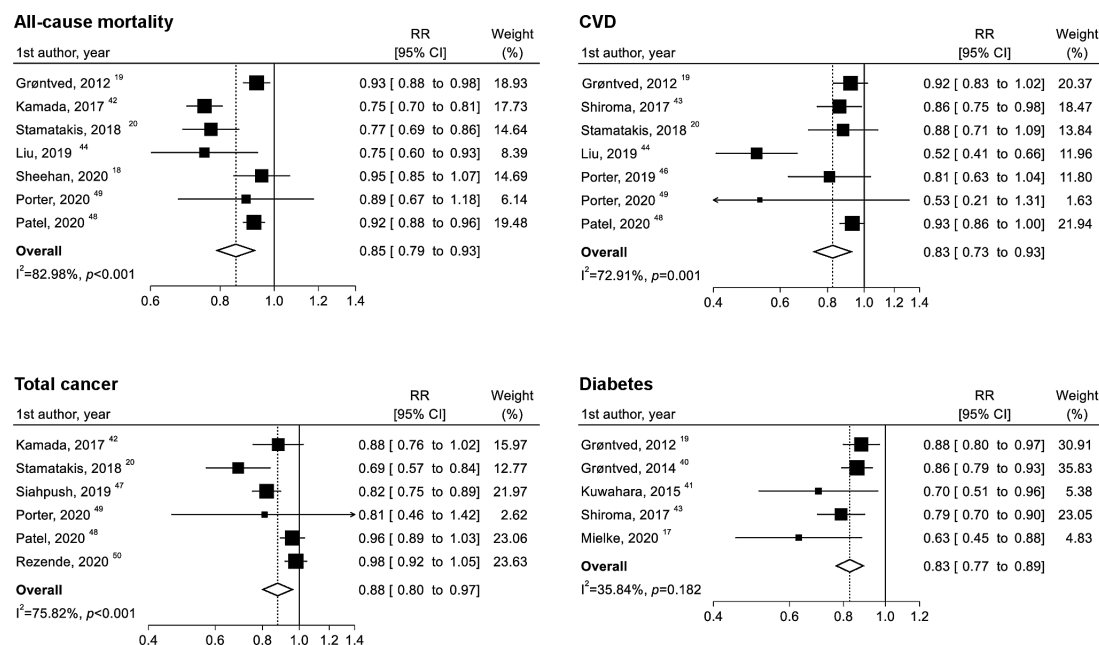 All-cause mortality
RR Weight
1st author, year [95% CI] (%)
Grøntved, 2012 19 0.93 [ 0.88 to 0.98] 18.93
Kamada, 2017 42 0.75 [ 0.70 to 0.81] 17.73
Stamatakis, 2018 20 0.77 [ 0.69 to 0.86] 14.64
Liu, 2019 44 0.75 [ 0.60 to 0.93] 8.39
Sheehan, 2020 18 0.95 [ 0.85 to 1.07] 14.69
Porter, 2020 49 0.89 [ 0.67 to 1.18] 6.14
Patel, 2020 48 0.92 [ 0.88 to 0.96] 19.48
Overall 0.85 [ 0.79 to 0.93]
I2=82.98%, p<0.001
0.6 0.8 1.0 1.2 1.4
CVD
RR Weight
1st author, year [95% CI] (%)
Grøntved, 2012 19 0.92 [ 0.83 to 1.02] 20.37
Shiroma, 2017 43 0.86 [ 0.75 to 0.98] 18.47
Stamatakis, 2018 20 0.88 [ 0.71 to 1.09] 13.84
Liu, 2019 44 0.52 [ 0.41 to 0.66] 11.96
Porter, 2019 46 0.81 [ 0.63 to 1.04] 11.80
Porter, 2020 49 0.53 [ 0.21 to 1.31] 1.63
Patel, 2020 48 0.93 [ 0.86 to 1.00] 21.94
Overall 0.83 [ 0.73 to 0.93]
I2=72.91%, p=0.001
0.4 0.6 0.8 1.0 1.2 1.4
Total cancer
RR Weight
1st author, year [95% CI] (%)
Kamada, 2017 42 0.88 [ 0.76 to 1.02] 15.97
Stamatakis, 2018 20 0.69 [ 0.57 to 0.84] 12.77
Siahpush, 2019 47 0.82 [ 0.75 to 0.89] 21.97
Porter, 2020 49 0.81 [ 0.46 to 1.42] 2.62
Patel, 2020 48 0.96 [ 0.89 to 1.03] 23.06
Rezende, 2020 50 0.98 [ 0.92 to 1.05] 23.63
Overall 0.88 [ 0.80 to 0.97]
I2=75.82%, p<0.001
0.4 0.6 0.8 1.0 1.2 1.4
Diabetes
RR Weight
1st author, year [95% CI] (%)
Grøntved, 2012 19 0.88 [ 0.80 to 0.97] 30.91
Grøntved, 2014 40 0.86 [ 0.79 to 0.93] 35.83
Kuwahara, 2015 41 0.70 [ 0.51 to 0.96] 5.38
Shiroma, 2017 43 0.79 [ 0.70 to 0.90] 23.05
Mielke, 2020 17 0.63 [ 0.45 to 0.88] 4.83
Overall 0.83 [ 0.77 to 0.89]
I2=35.84%, p=0.182
0.4 0.6 0.8 1.0 1.2